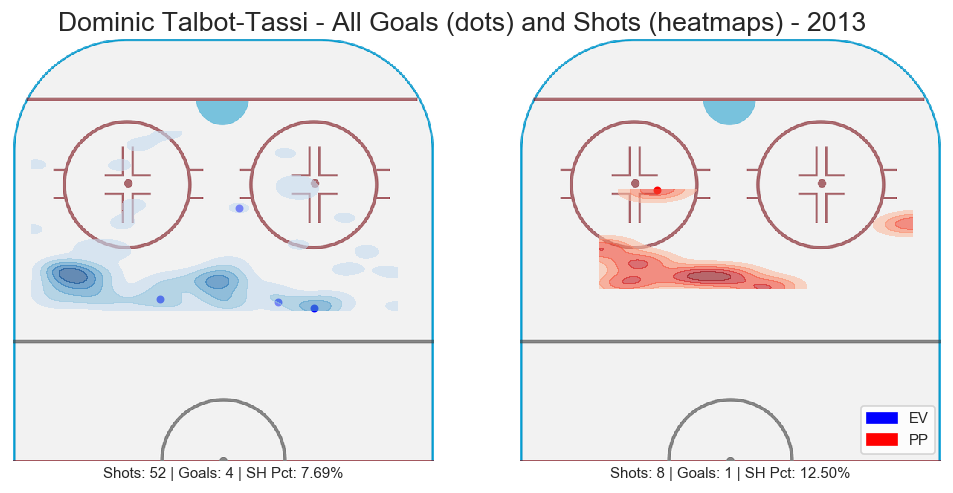 Dominic Talbot-Tassi - All Goals (dots) and Shots (heatmaps) - 2013
EV
PP
Shots: 52 | Goals: 4 | SH Pct: 7.69%
Shots: 8 | Goals: 1 | SH Pct: 12.50%